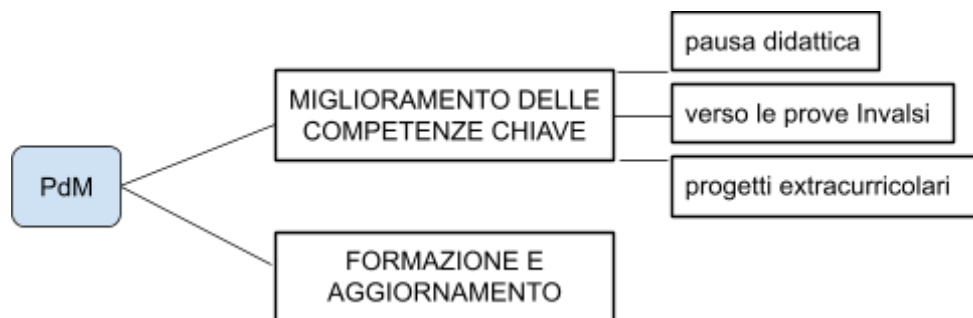 PdM
MIGLIORAMENTO DELLE
COMPETENZE CHIAVE
pausa didattica
verso le prove Invalsi
progetti extracurricolari
FORMAZIONE E
AGGIORNAMENTO